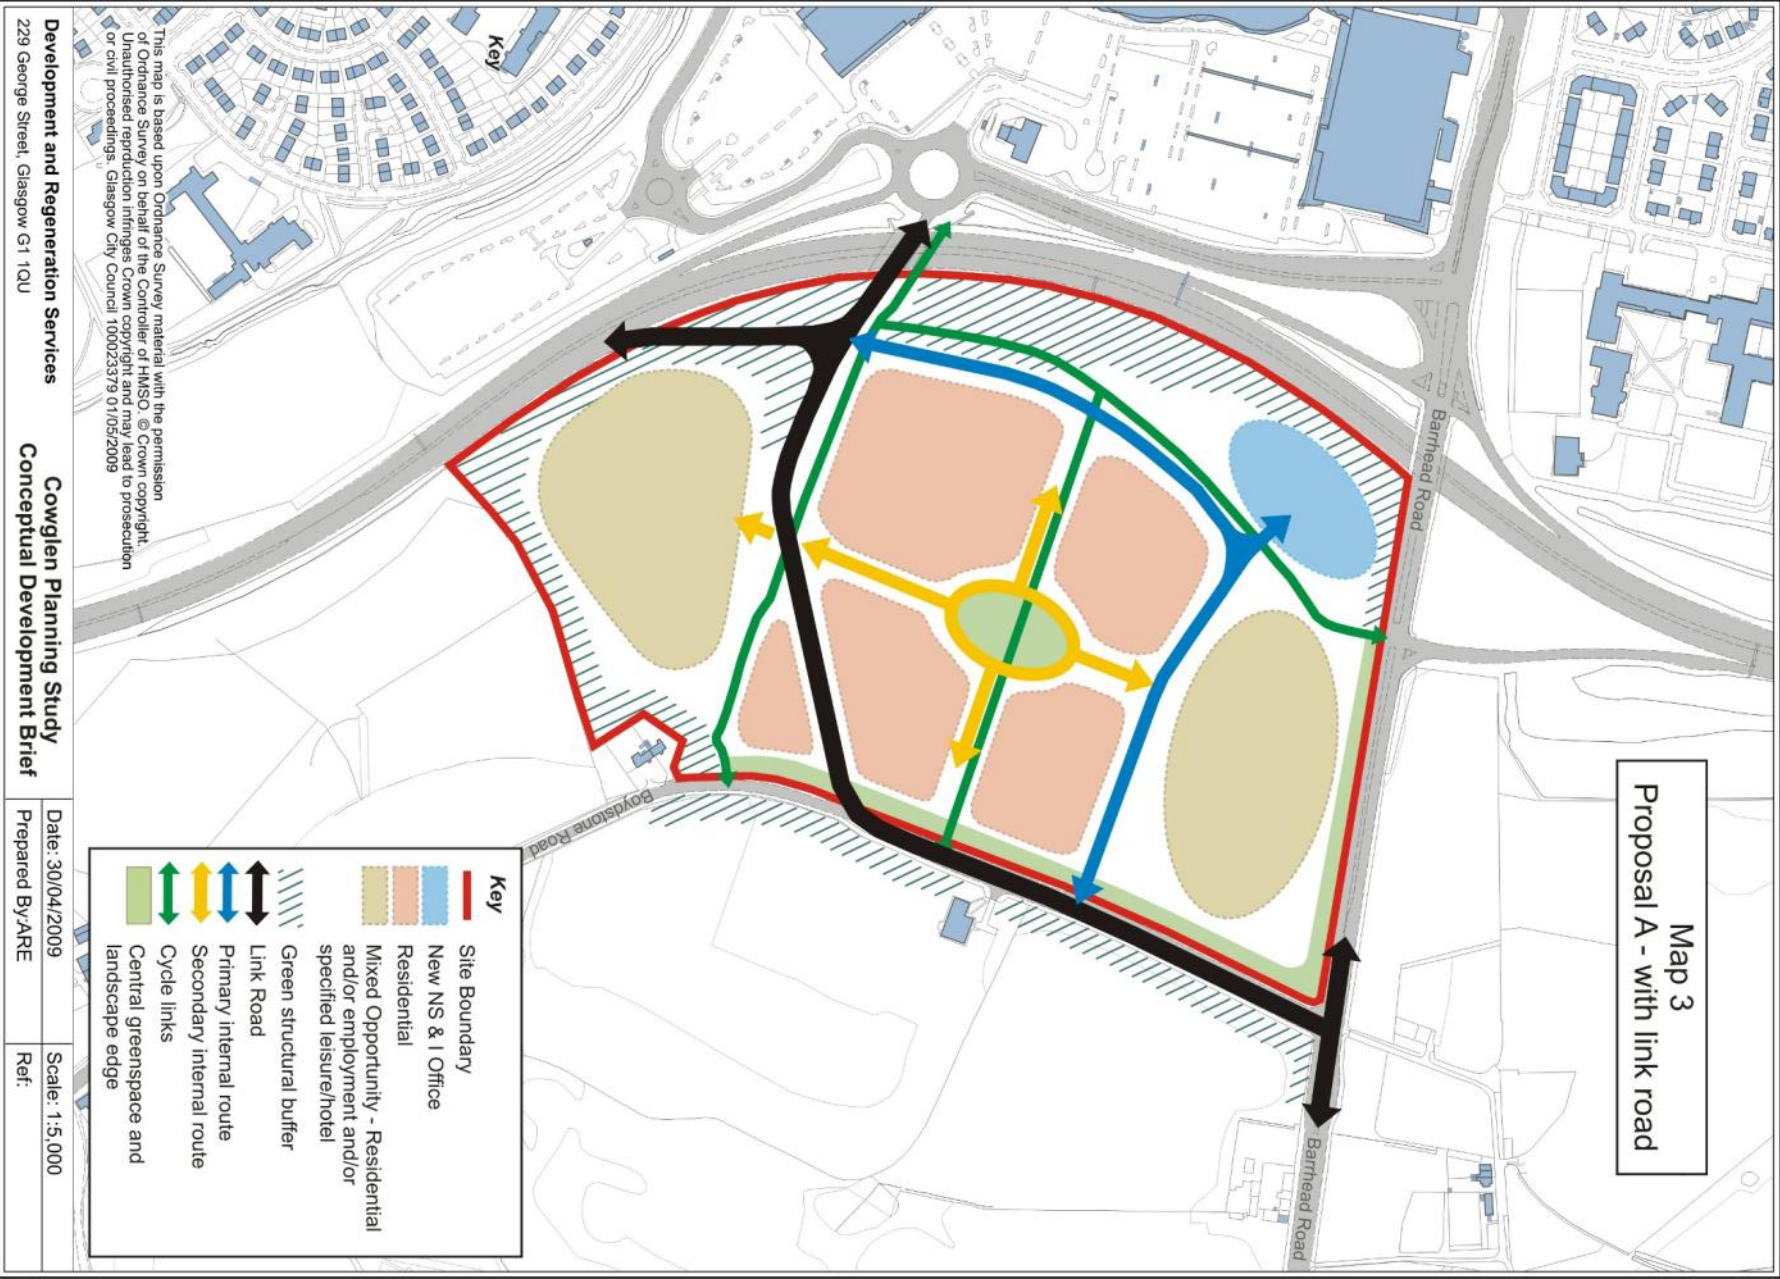 Map 3
Proposal A - with link road
Barrhead Road
Barrhead Road
Boydstone Road
Key
Key
Site Boundary
New NS & I Office
Residential
Mixed Opportunity - Residential
and/or employment and/or
specified leisure/hotel
Green structural buffer
Link Road
Primary internal route
Secondary internal route
Cycle links
Central greenspace and
landscape edge
This map is based upon Ordnance Survey material with the permission
of Ordnance Survey on behalf of the Controller of HMSO. © Crown copyright.
Unauthorised reprduction infringes Crown copyright and may lead to prosecution
or civil proceedings. Glasgow City Council 100023379 01/05/2009
Development and Regeneration Services
229 George Street, Glasgow G1 1QU
Cowglen Planning Study
Conceptual Development Brief
Date: 30/04/2009
Prepared By:ARE
Scale: 1:5,000
Ref: